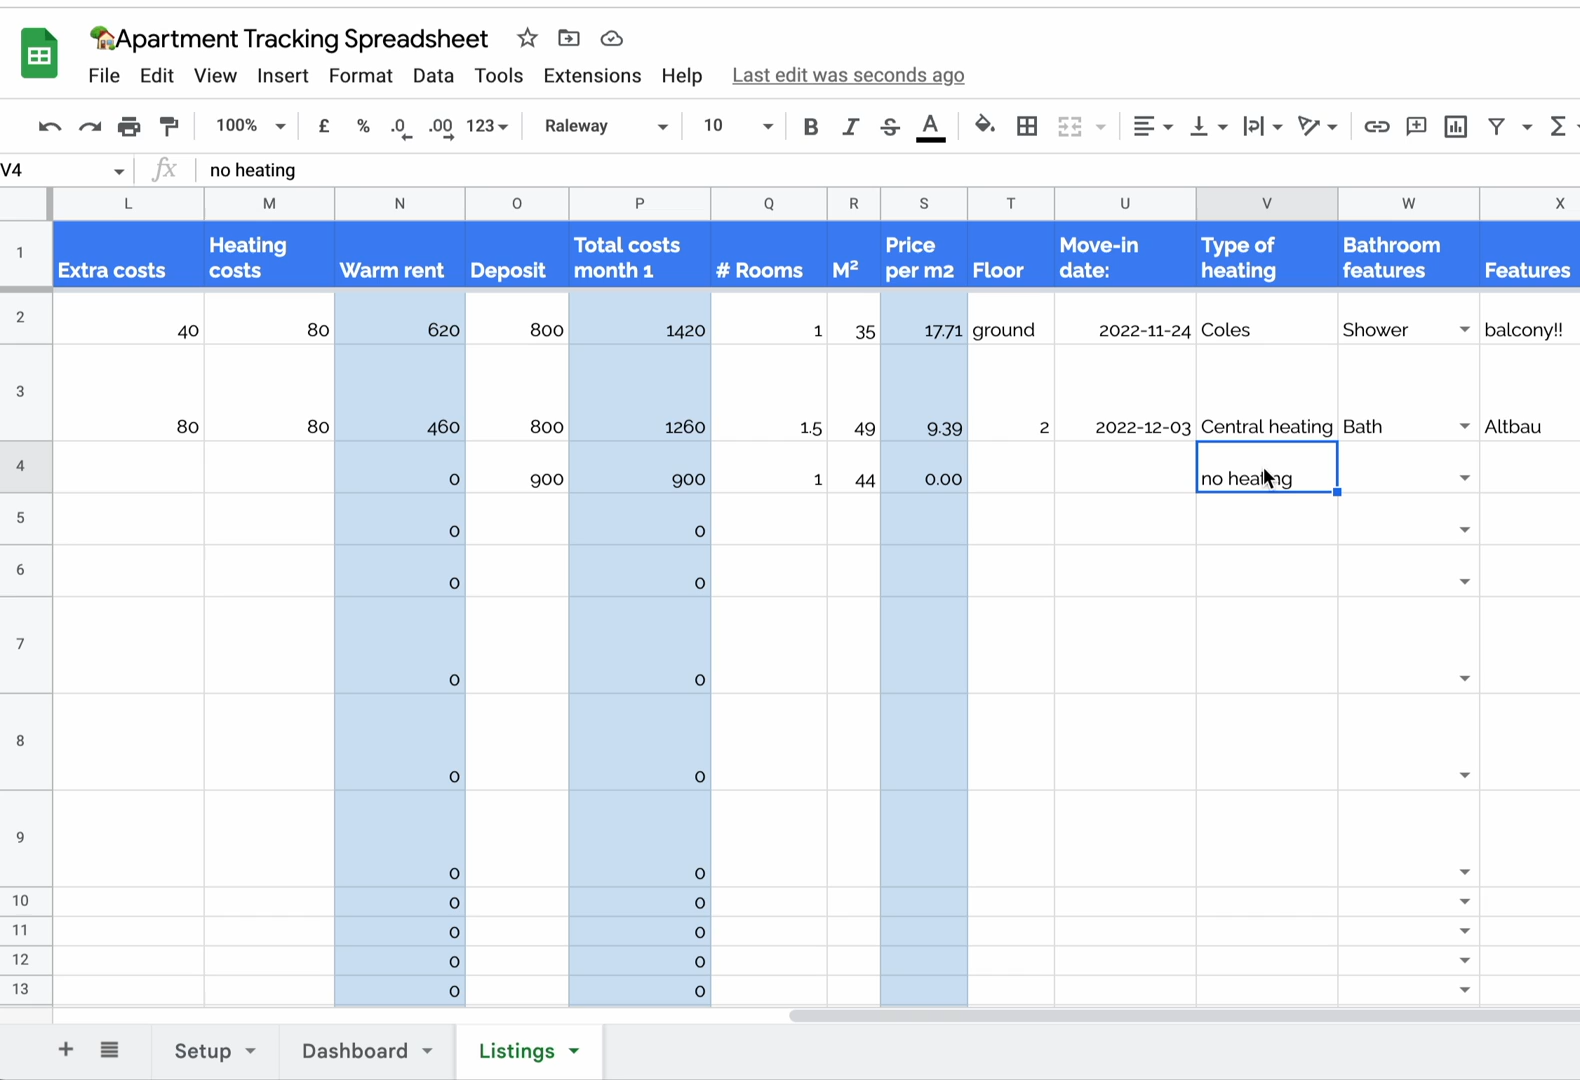 Apartment Tracking Spreadsheet
File Edit View Insert Format Data Tools Extensions Help Last edit was seconds ago
100% £ % .0 .00 123 Raleway 10 B I S A Σ
V4 fx no heating
L M N O P Q R S T U V W X
1 Extra costs Heating costs Warm rent Deposit Total costs month 1 # Rooms M² Price per m2 Floor Move-in date: Type of heating Bathroom features Features
2 40 80 620 800 1420 1 35 17.71 ground 2022-11-24 Coles Shower balcony!!
3 80 80 460 800 1260 1.5 49 9.39 2 2022-12-03 Central heating Bath Altbau
4 0 900 900 1 44 0.00 no heating
5 0 0
6 0 0
7 0 0
8 0 0
9 0 0
10 0 0
11 0 0
12 0 0
13 0 0
+ Setup Dashboard Listings